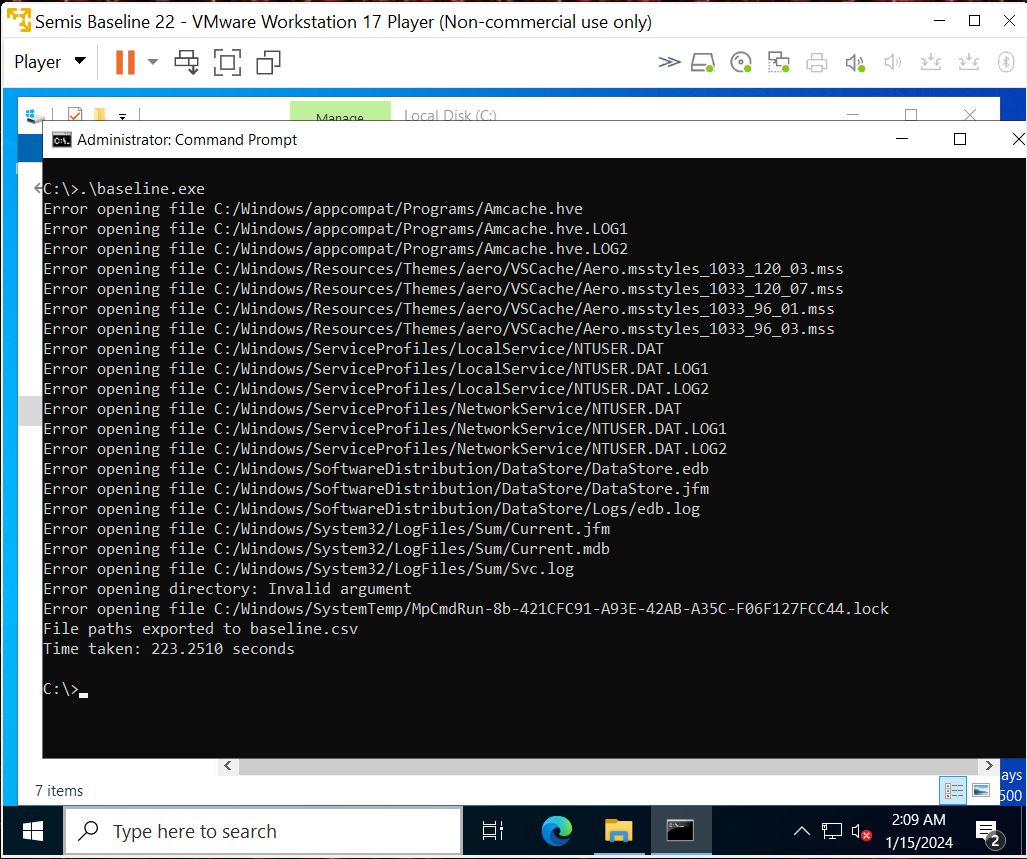 Semis Baseline 22 - VMware Workstation 17 Player (Non-commercial use only)
Player
Manage
Local Disk (C:)
Administrator: Command Prompt
C:\>.\baseline.exe
Error opening file C:/Windows/appcompat/Programs/Amcache.hve
Error opening file C:/Windows/appcompat/Programs/Amcache.hve.LOG1
Error opening file C:/Windows/appcompat/Programs/Amcache.hve.LOG2
Error opening file C:/Windows/Resources/Themes/aero/VSCache/Aero.msstyles_1033_120_03.mss
Error opening file C:/Windows/Resources/Themes/aero/VSCache/Aero.msstyles_1033_120_07.mss
Error opening file C:/Windows/Resources/Themes/aero/VSCache/Aero.msstyles_1033_96_01.mss
Error opening file C:/Windows/Resources/Themes/aero/VSCache/Aero.msstyles_1033_96_03.mss
Error opening file C:/Windows/ServiceProfiles/LocalService/NTUSER.DAT
Error opening file C:/Windows/ServiceProfiles/LocalService/NTUSER.DAT.LOG1
Error opening file C:/Windows/ServiceProfiles/LocalService/NTUSER.DAT.LOG2
Error opening file C:/Windows/ServiceProfiles/NetworkService/NTUSER.DAT
Error opening file C:/Windows/ServiceProfiles/NetworkService/NTUSER.DAT.LOG1
Error opening file C:/Windows/ServiceProfiles/NetworkService/NTUSER.DAT.LOG2
Error opening file C:/Windows/SoftwareDistribution/DataStore/DataStore.edb
Error opening file C:/Windows/SoftwareDistribution/DataStore/DataStore.jfm
Error opening file C:/Windows/SoftwareDistribution/DataStore/Logs/edb.log
Error opening file C:/Windows/System32/LogFiles/Sum/Current.jfm
Error opening file C:/Windows/System32/LogFiles/Sum/Current.mdb
Error opening file C:/Windows/System32/LogFiles/Sum/Svc.log
Error opening directory: Invalid argument
Error opening file C:/Windows/SystemTemp/MpCmdRun-8b-421CFC91-A93E-42AB-A35C-F06F127FCC44.lock
File paths exported to baseline.csv
Time taken: 223.2510 seconds
C:\>
7 items
ays
500
Type here to search
2:09 AM
1/15/2024
2